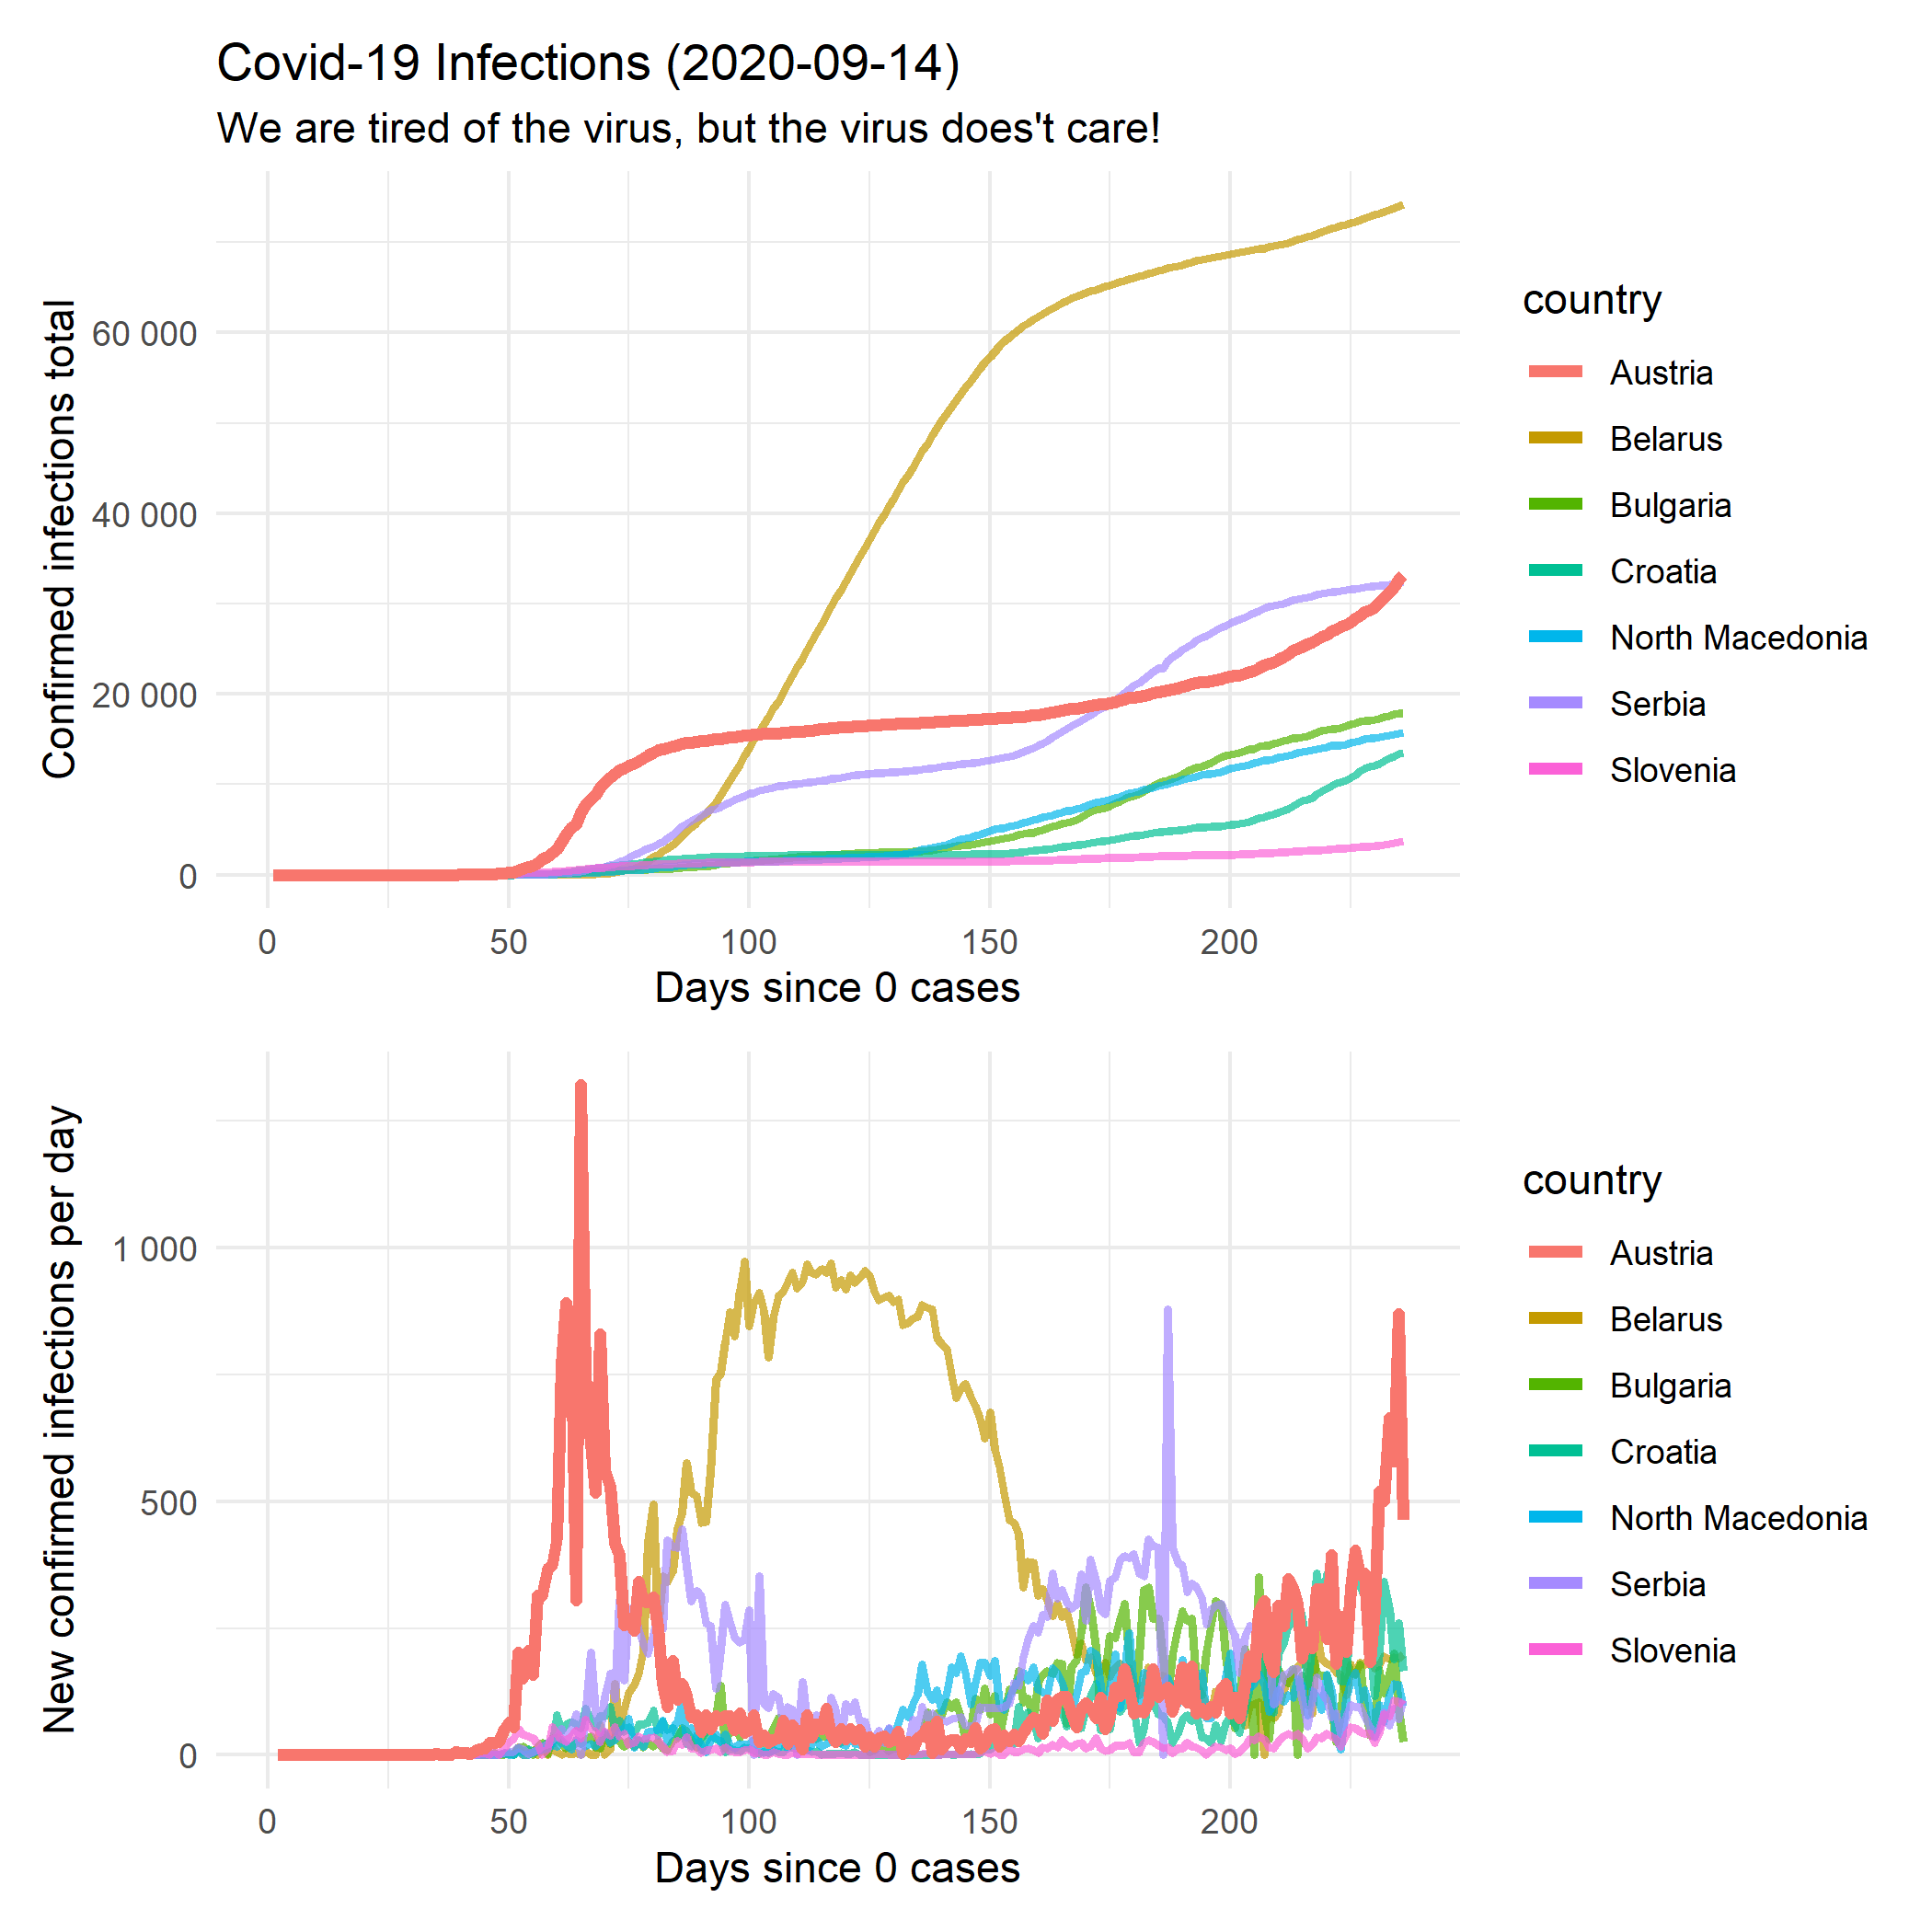 Covid-19 Infections (2020-09-14)
We are tired of the virus, but the virus does't care!
Confirmed infections total
60 000
40 000
20 000
0
0 50 100 150 200
Days since 0 cases
country
Austria
Belarus
Bulgaria
Croatia
North Macedonia
Serbia
Slovenia
New confirmed infections per day
1 000
500
0
0 50 100 150 200
Days since 0 cases
country
Austria
Belarus
Bulgaria
Croatia
North Macedonia
Serbia
Slovenia